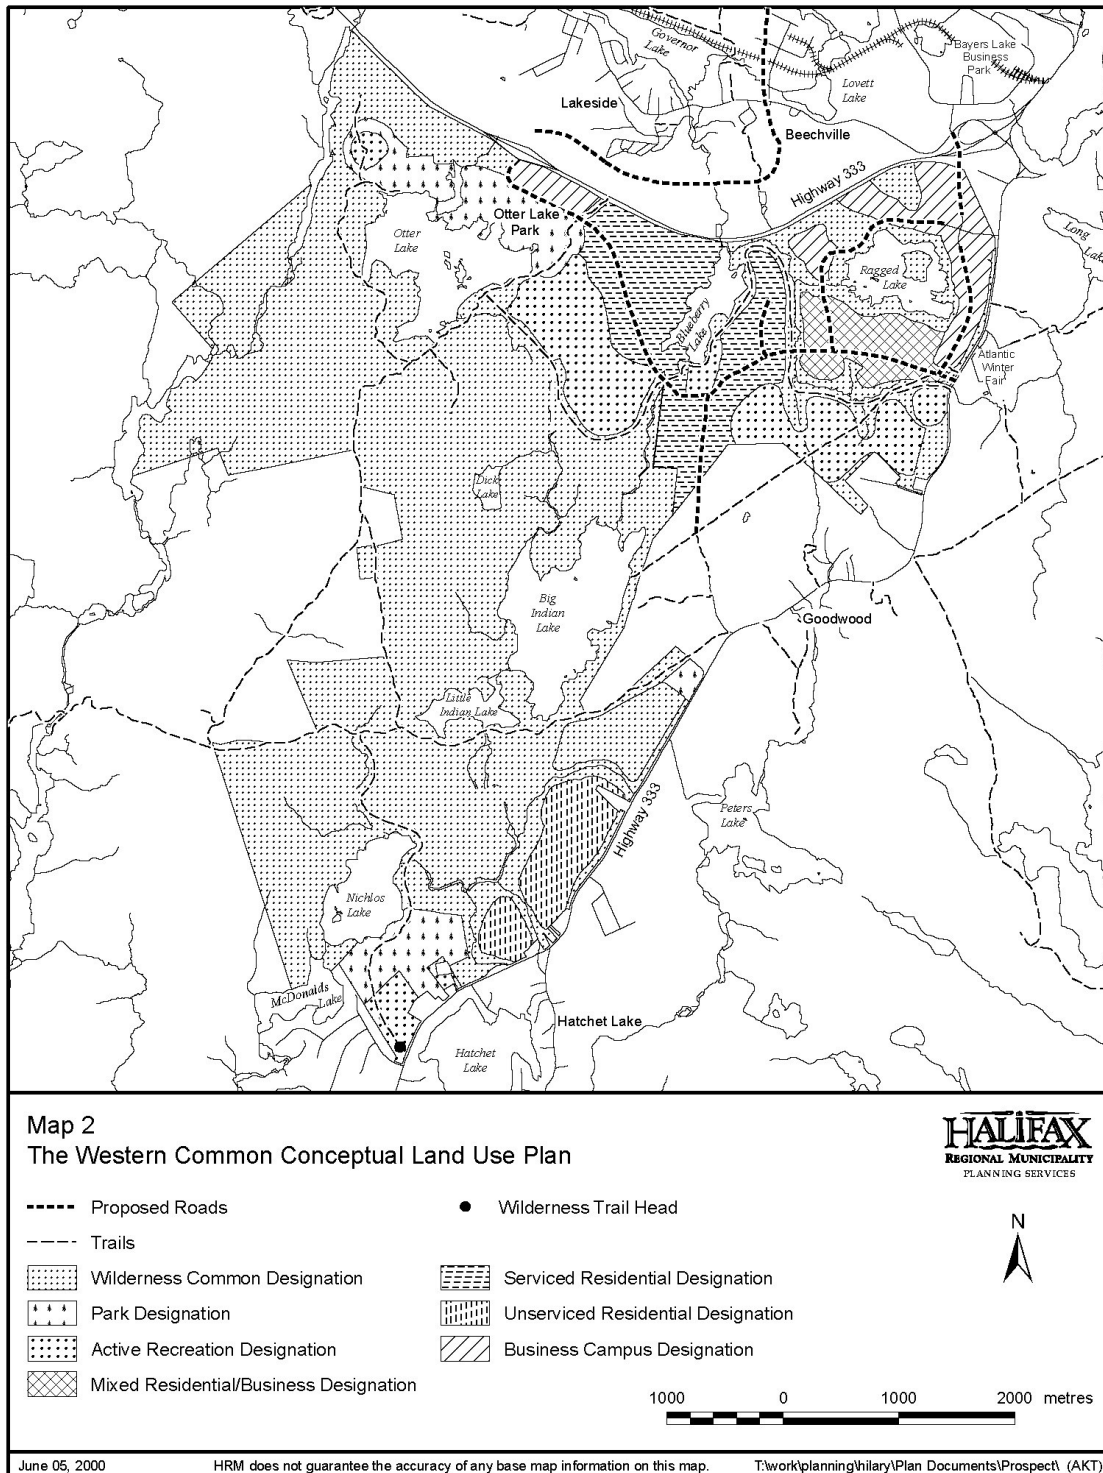 Governor
Lake
Bayers Lake
Business
Park
Lakeside
Lovett
Lake
Beechville
Highway 333
Otter Lake
Park
Otter
Lake
Long
Lake
Ragged
Lake
Blueberry
Lake
Atlantic
Winter
Fair
Dick
Lake
Big
Indian
Lake
Goodwood
Little
Indian Lake
Highway 333
Peters
Lake
Nichlos
Lake
McDonalds
Lake
Hatchet Lake
Hatchet
Lake
Map 2
The Western Common Conceptual Land Use Plan
HALIFAX
REGIONAL MUNICIPALITY
PLANNING SERVICES
Proposed Roads
Wilderness Trail Head
Trails
N
Wilderness Common Designation
Serviced Residential Designation
Park Designation
Unserviced Residential Designation
Active Recreation Designation
Business Campus Designation
Mixed Residential/Business Designation
1000 0 1000 2000 metres
June 05, 2000 HRM does not guarantee the accuracy of any base map information on this map. T:\work\planning\hilary\Plan Documents\Prospect\ (AKT)